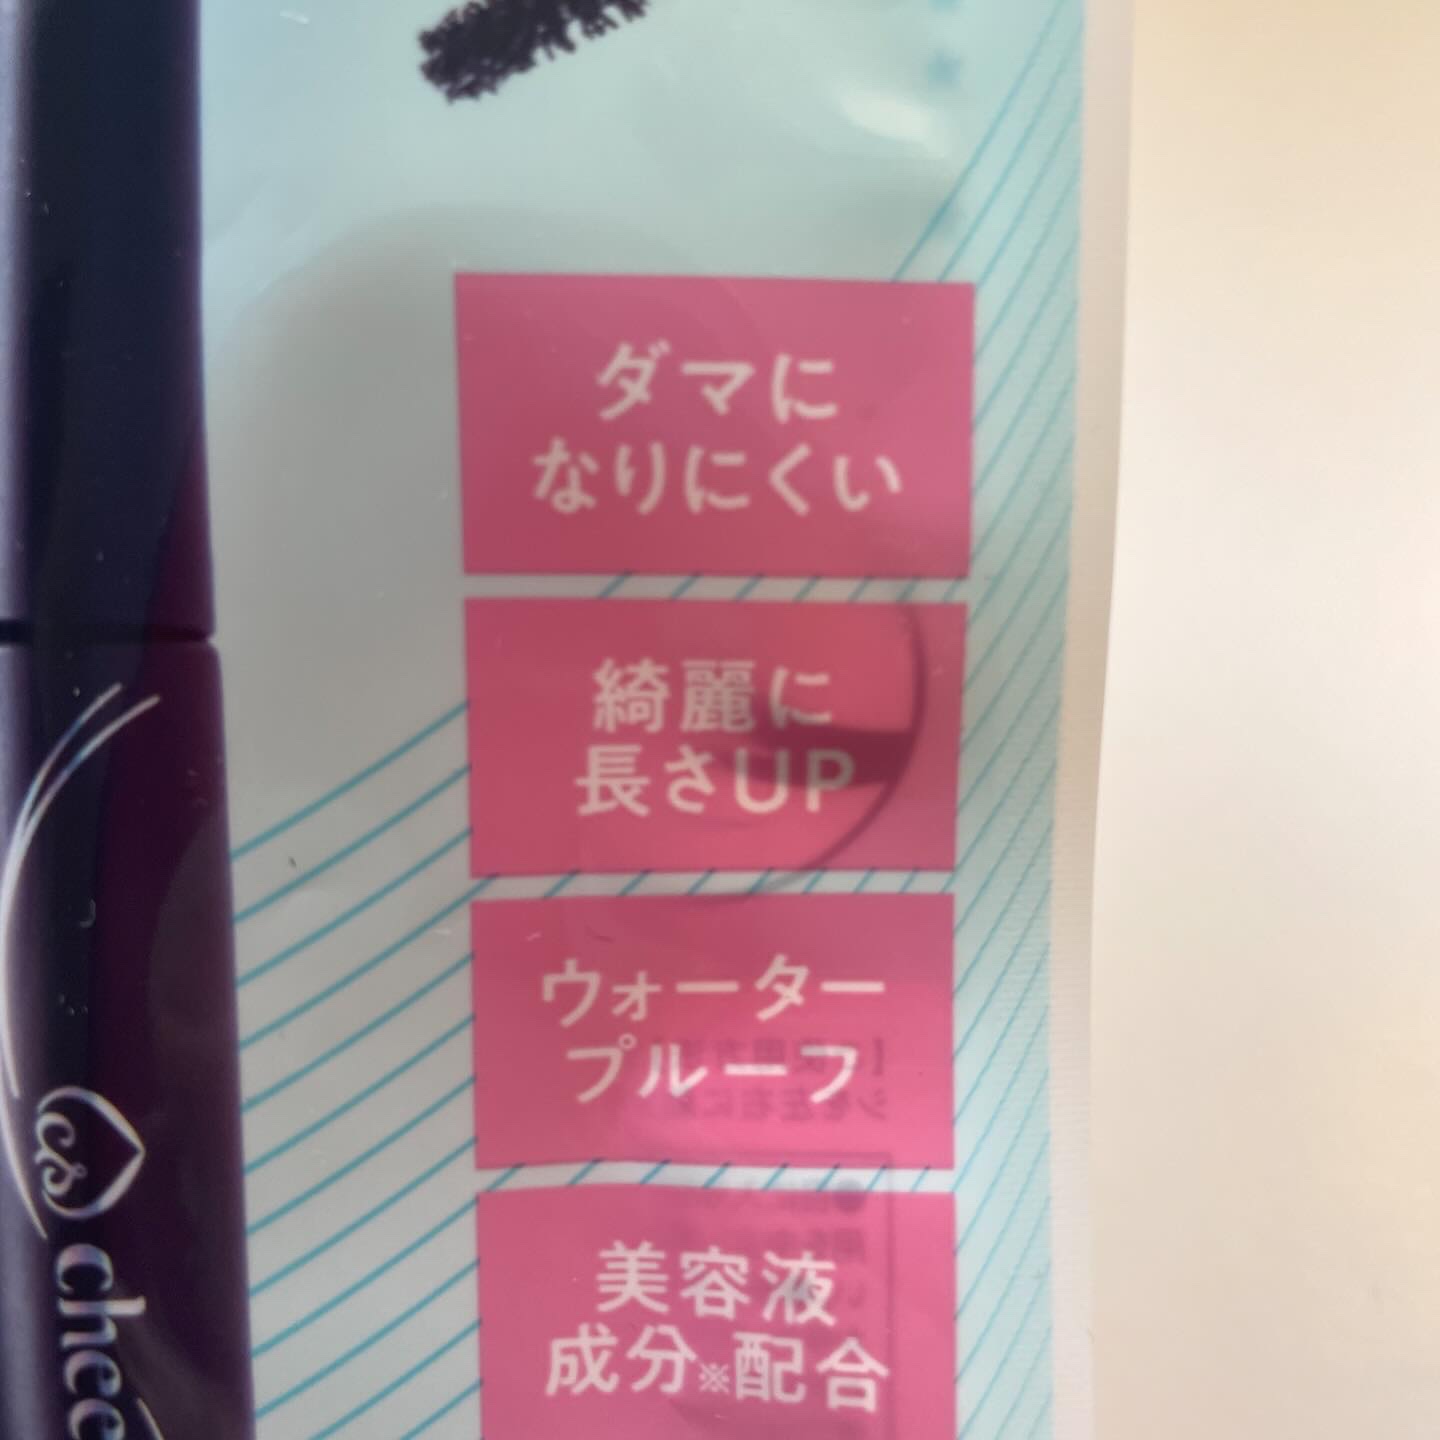 ダマに
なりにくい
綺麗に
長さUP
ウォーター
プルーフ
美容液
成分※配合
cs